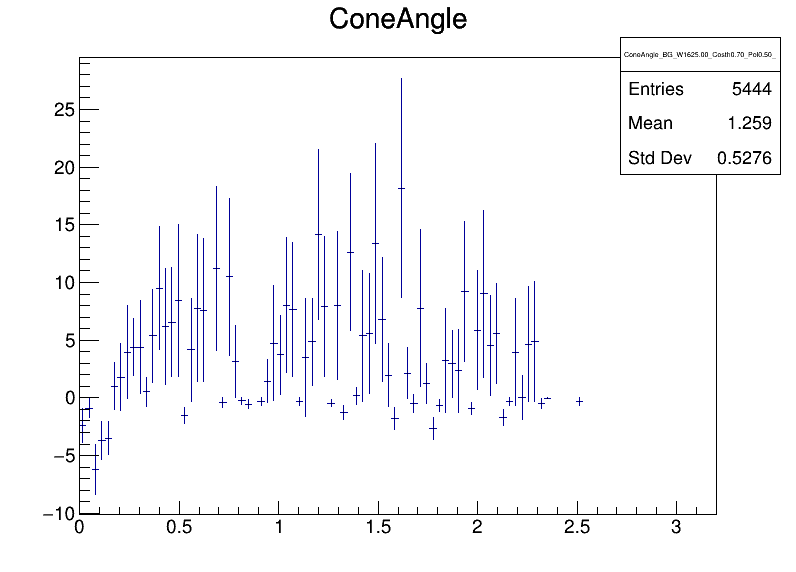 ConeAngle
ConeAngle_BG_W1625.00_Costh0.70_Pol0.50_
Entries 5444
Mean 1.259
Std Dev 0.5276
25
20
15
10
5
0
−5
−10
0 0.5 1 1.5 2 2.5 3